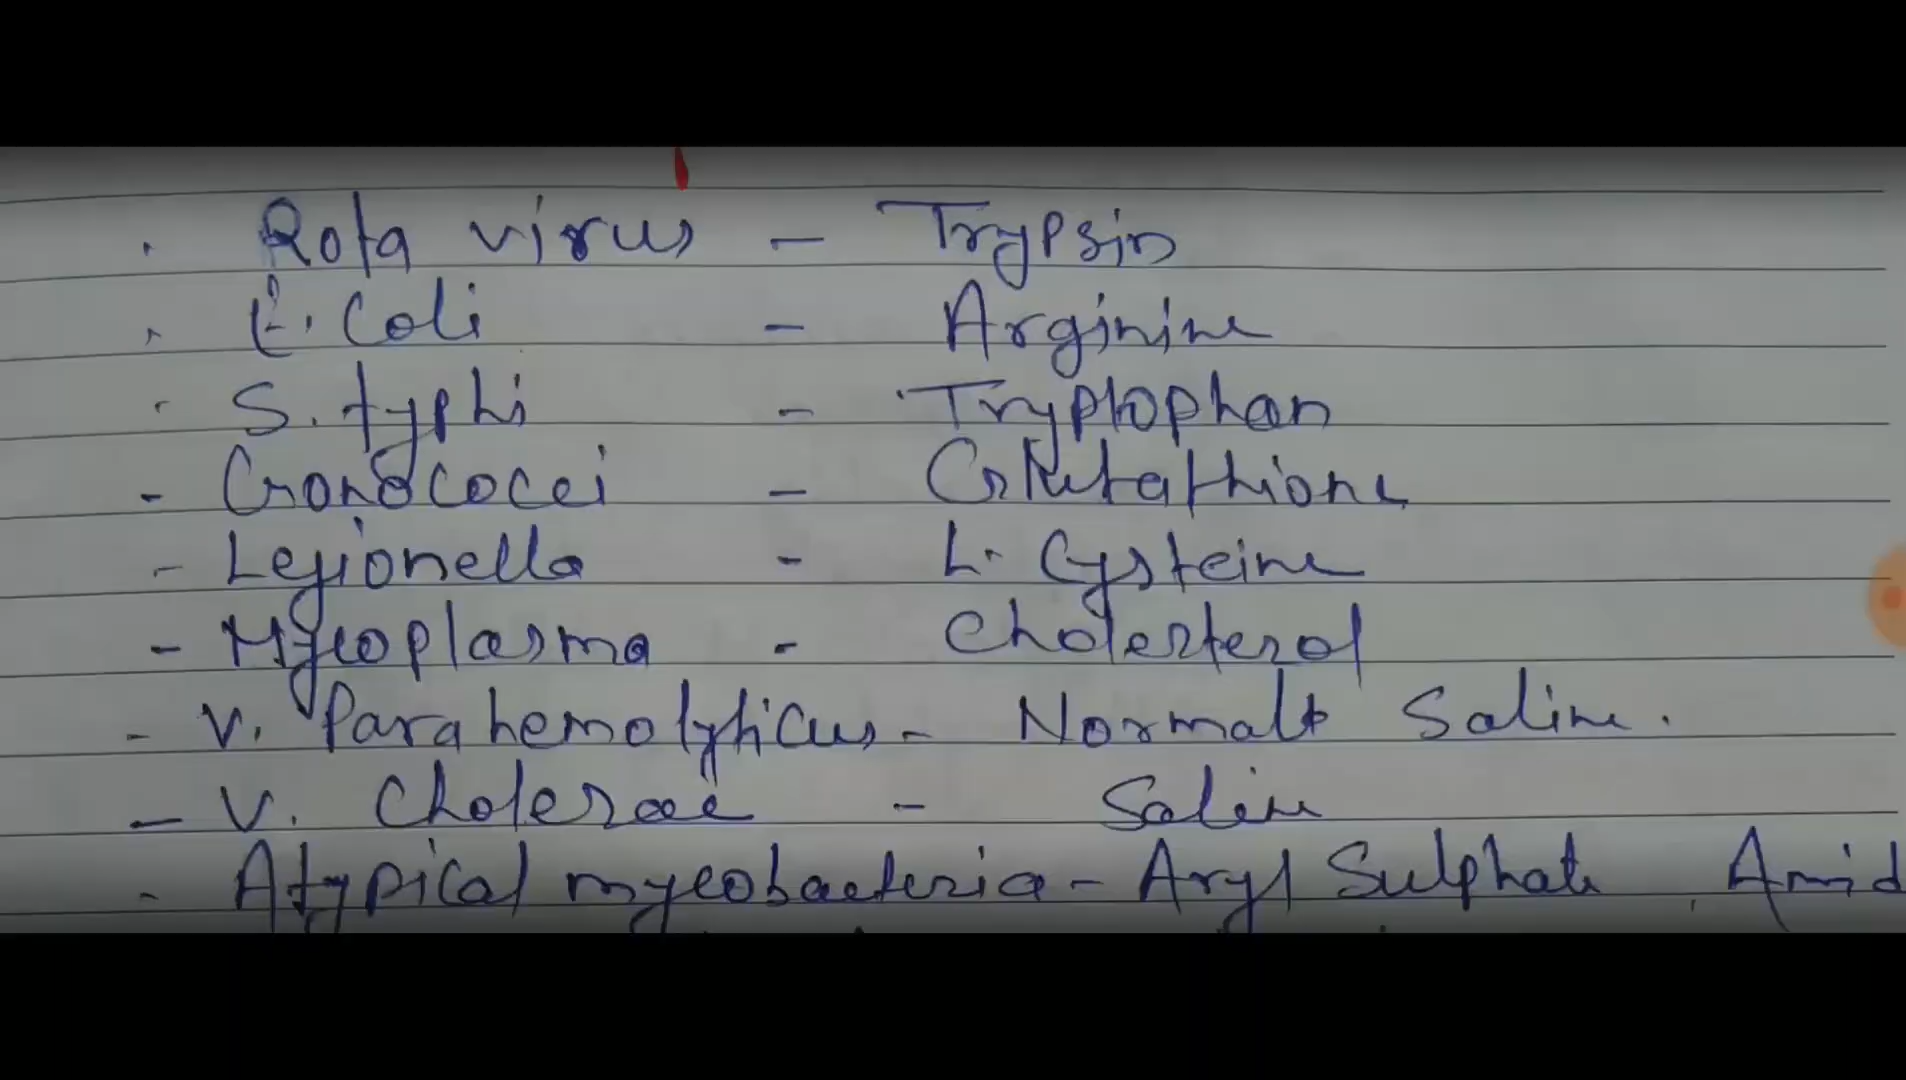 · Rota virus - Trypsin
· E. Coli - Arginine
· S. typhi - Tryptophan
- Gonococci - Glutathione
- Legionella - L. Cysteine
- Mycoplasma - Cholesterol
- V. Parahemolyticus - Normal Saline.
- V. Cholerae - Saline
- Atypical mycobacteria - Aryl Sulphate, Amid